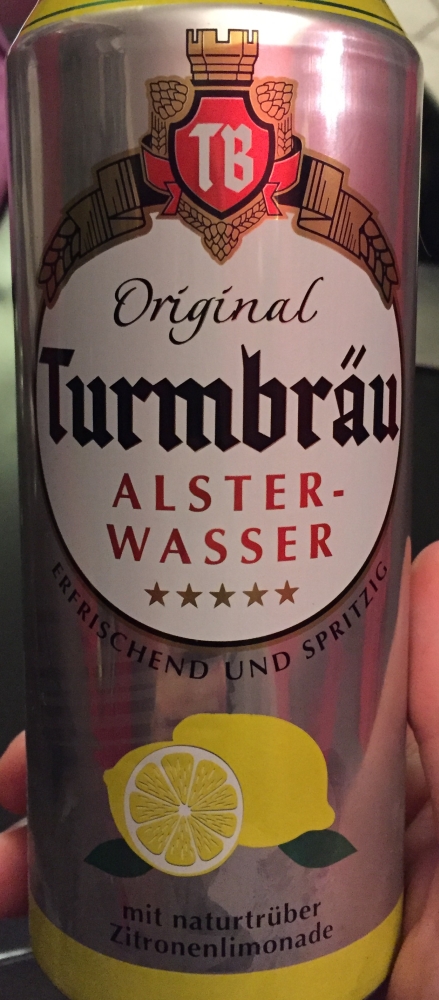 TB
Original
Turmbräu
ALSTER-
WASSER
ERFRISCHEND UND SPRITZIG
mit naturtrüber
Zitronenlimonade